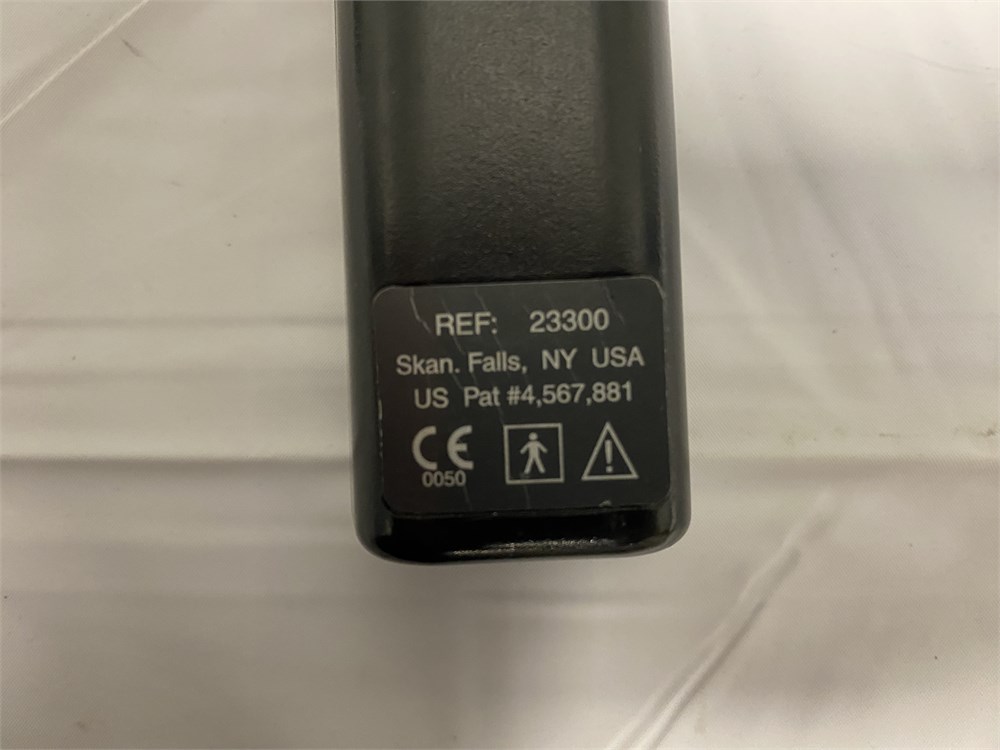 REF: 23300
Skan. Falls, NY USA
US Pat #4,567,881
CE
0050